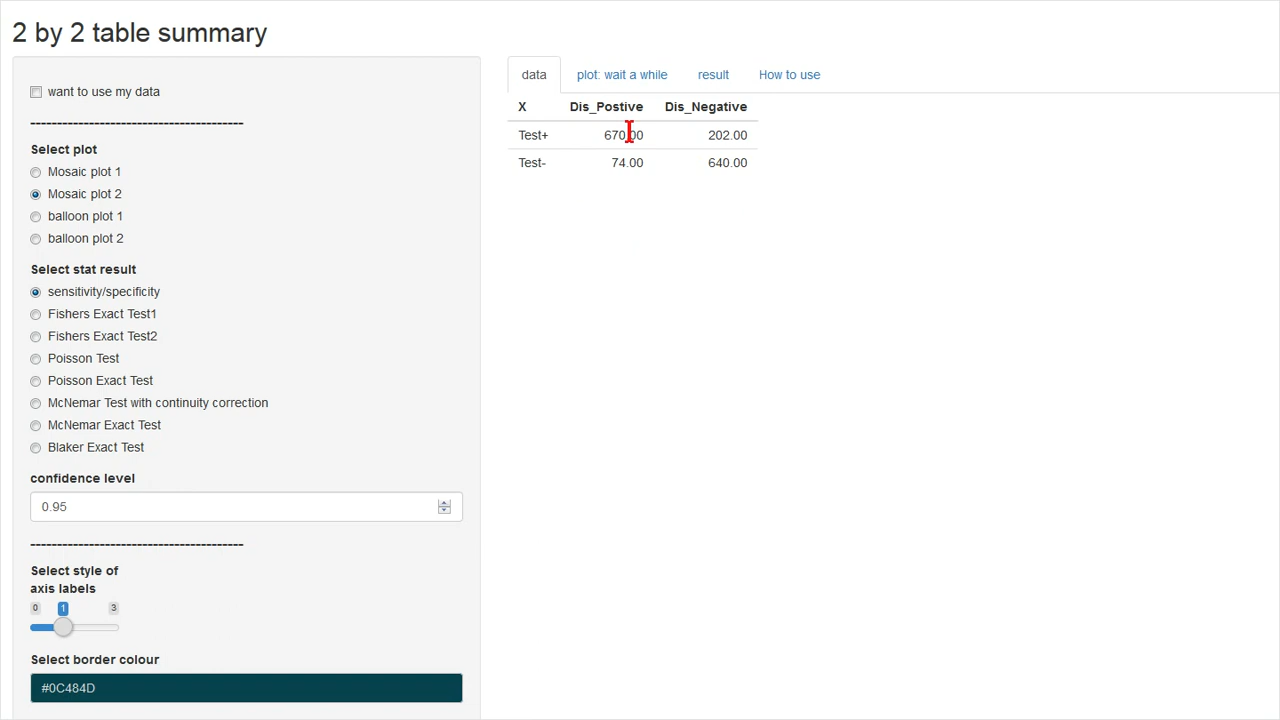 2 by 2 table summary
want to use my data
----------------------------------------
Select plot
Mosaic plot 1
Mosaic plot 2
balloon plot 1
balloon plot 2
Select stat result
sensitivity/specificity
Fishers Exact Test1
Fishers Exact Test2
Poisson Test
Poisson Exact Test
McNemar Test with continuity correction
McNemar Exact Test
Blaker Exact Test
confidence level
0.95
----------------------------------------
Select style of
axis labels
0 1 3
Select border colour
#0C484D
data plot: wait a while result How to use
X Dis_Postive Dis_Negative
Test+ 670.00 202.00
Test- 74.00 640.00